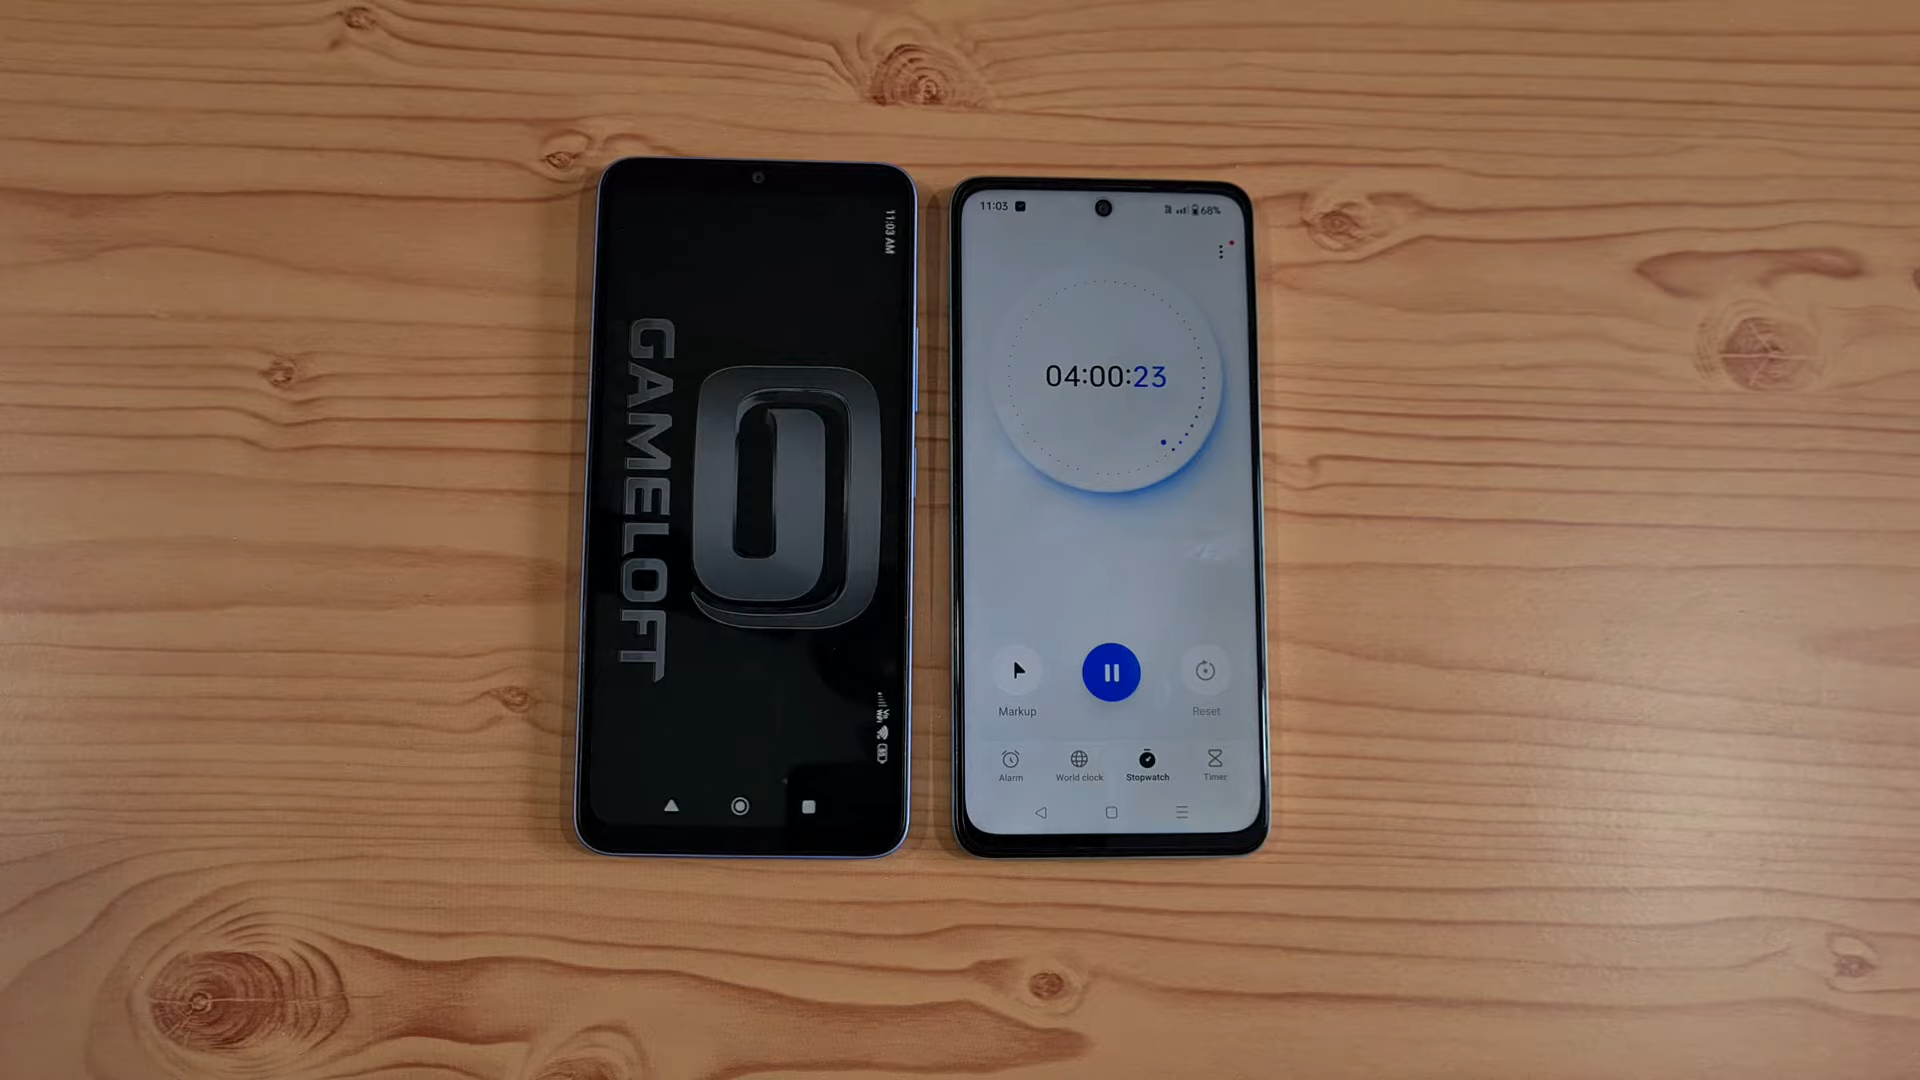 11:03 AM
GAMELOFT
11:03
68%
04:00:23
Markup
Reset
Alarm
World clock
Stopwatch
Timer